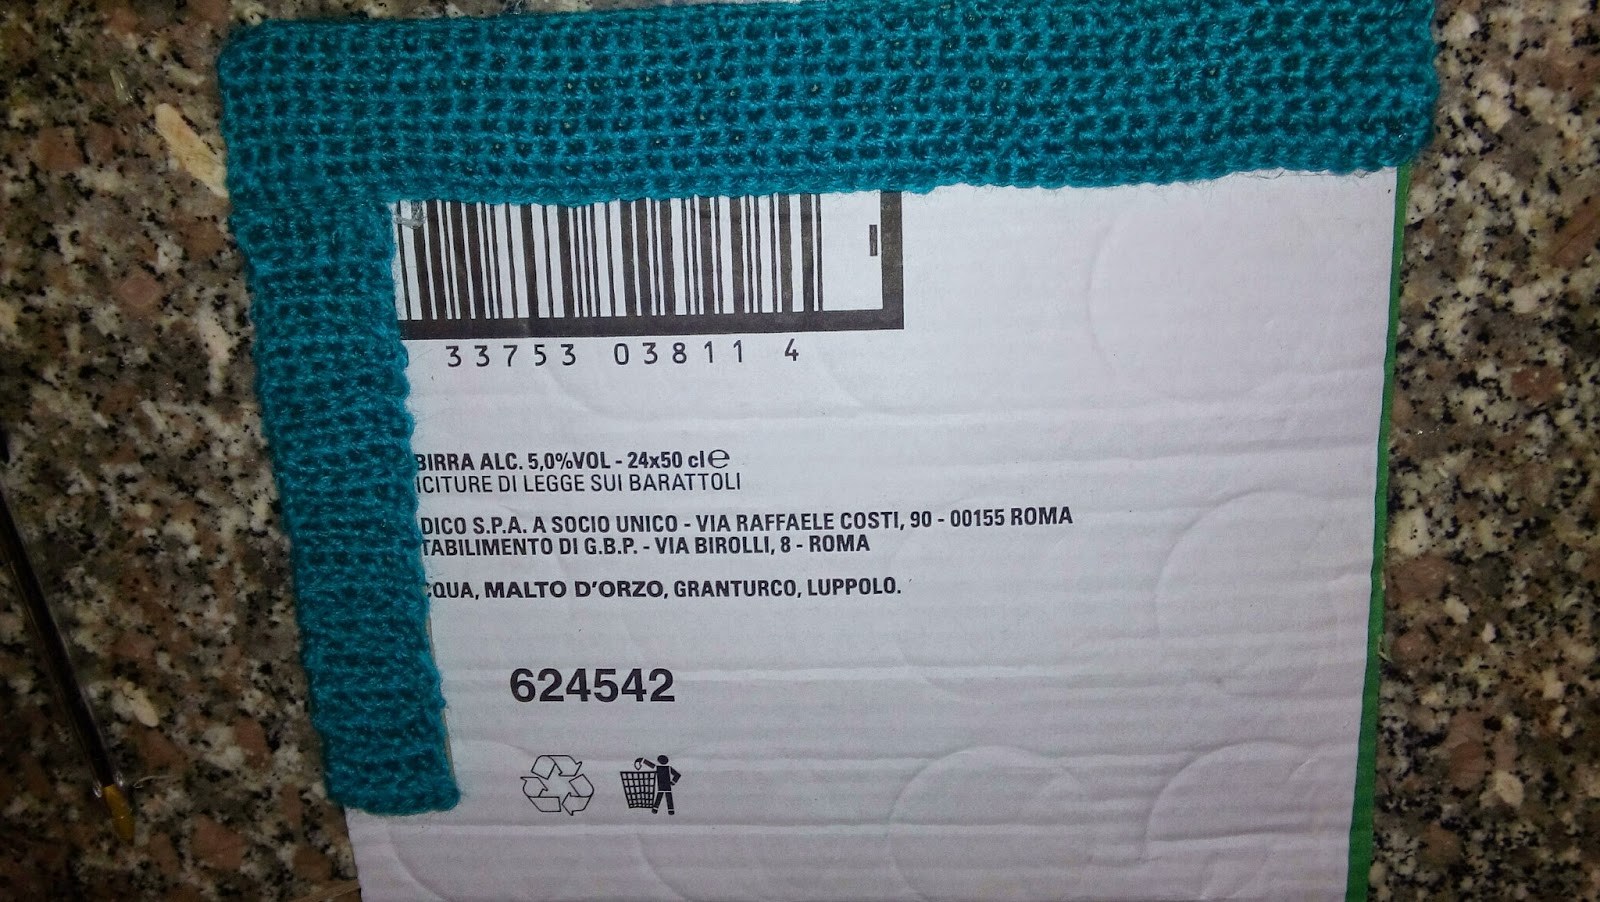 33753 03811 4
BIRRA ALC. 5,0%VOL - 24x50 cl ℮
ICITURE DI LEGGE SUI BARATTOLI
DICO S.P.A. A SOCIO UNICO - VIA RAFFAELE COSTI, 90 - 00155 ROMA
TABILIMENTO DI G.B.P. - VIA BIROLLI, 8 - ROMA
CQUA, MALTO D'ORZO, GRANTURCO, LUPPOLO.
624542